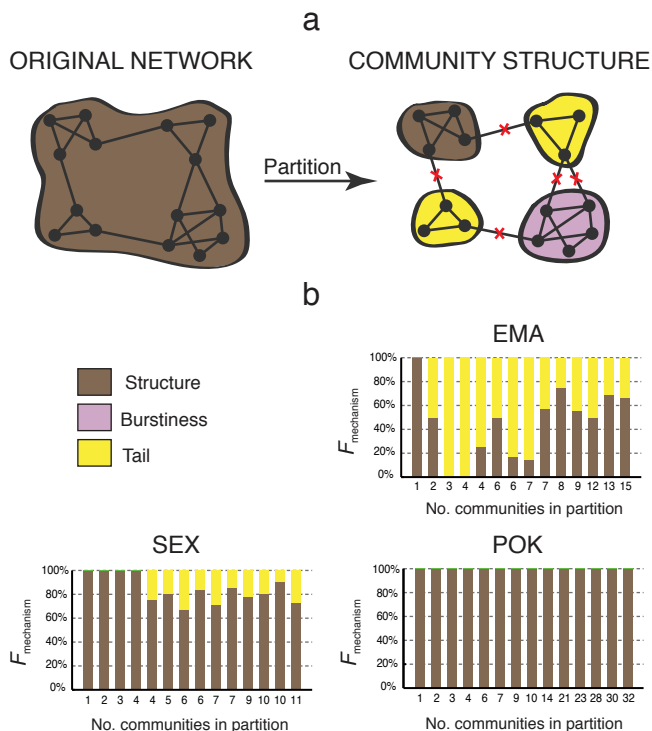 a
ORIGINAL NETWORK
COMMUNITY STRUCTURE
Partition
b
Structure
Burstiness
Tail
EMA
100%
80%
60%
40%
20%
0%
F mechanism
1 2 3 4 4 6 6 7 7 8 9 12 13 15
No. communities in partition
SEX
100%
80%
60%
40%
20%
0%
F mechanism
1 2 3 4 4 5 6 6 7 7 9 10 10 11
No. communities in partition
POK
100%
80%
60%
40%
20%
0%
F mechanism
1 2 3 4 6 7 9 10 14 21 23 28 30 32
No. communities in partition